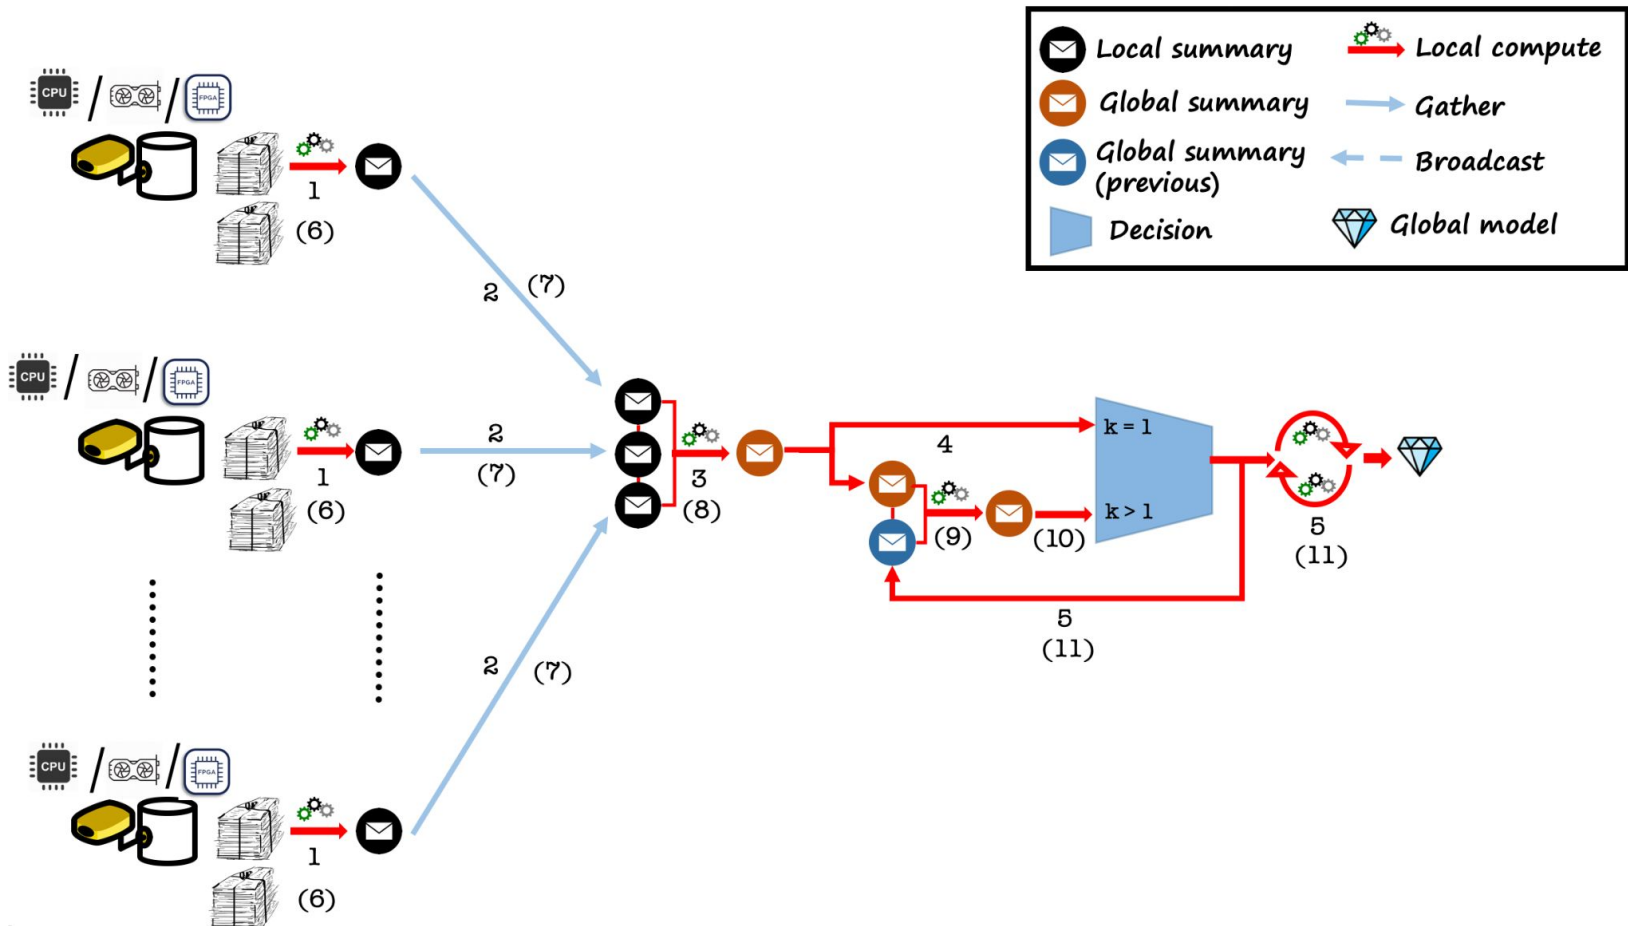 Local summary
Local compute
Global summary
Gather
Global summary
(previous)
Broadcast
Decision
Global model
CPU
FPGA
1
(6)
2
(7)
CPU
FPGA
1
(6)
2
(7)
3
(8)
4
k = 1
k > 1
(9)
(10)
5
(11)
5
(11)
2
(7)
CPU
FPGA
1
(6)